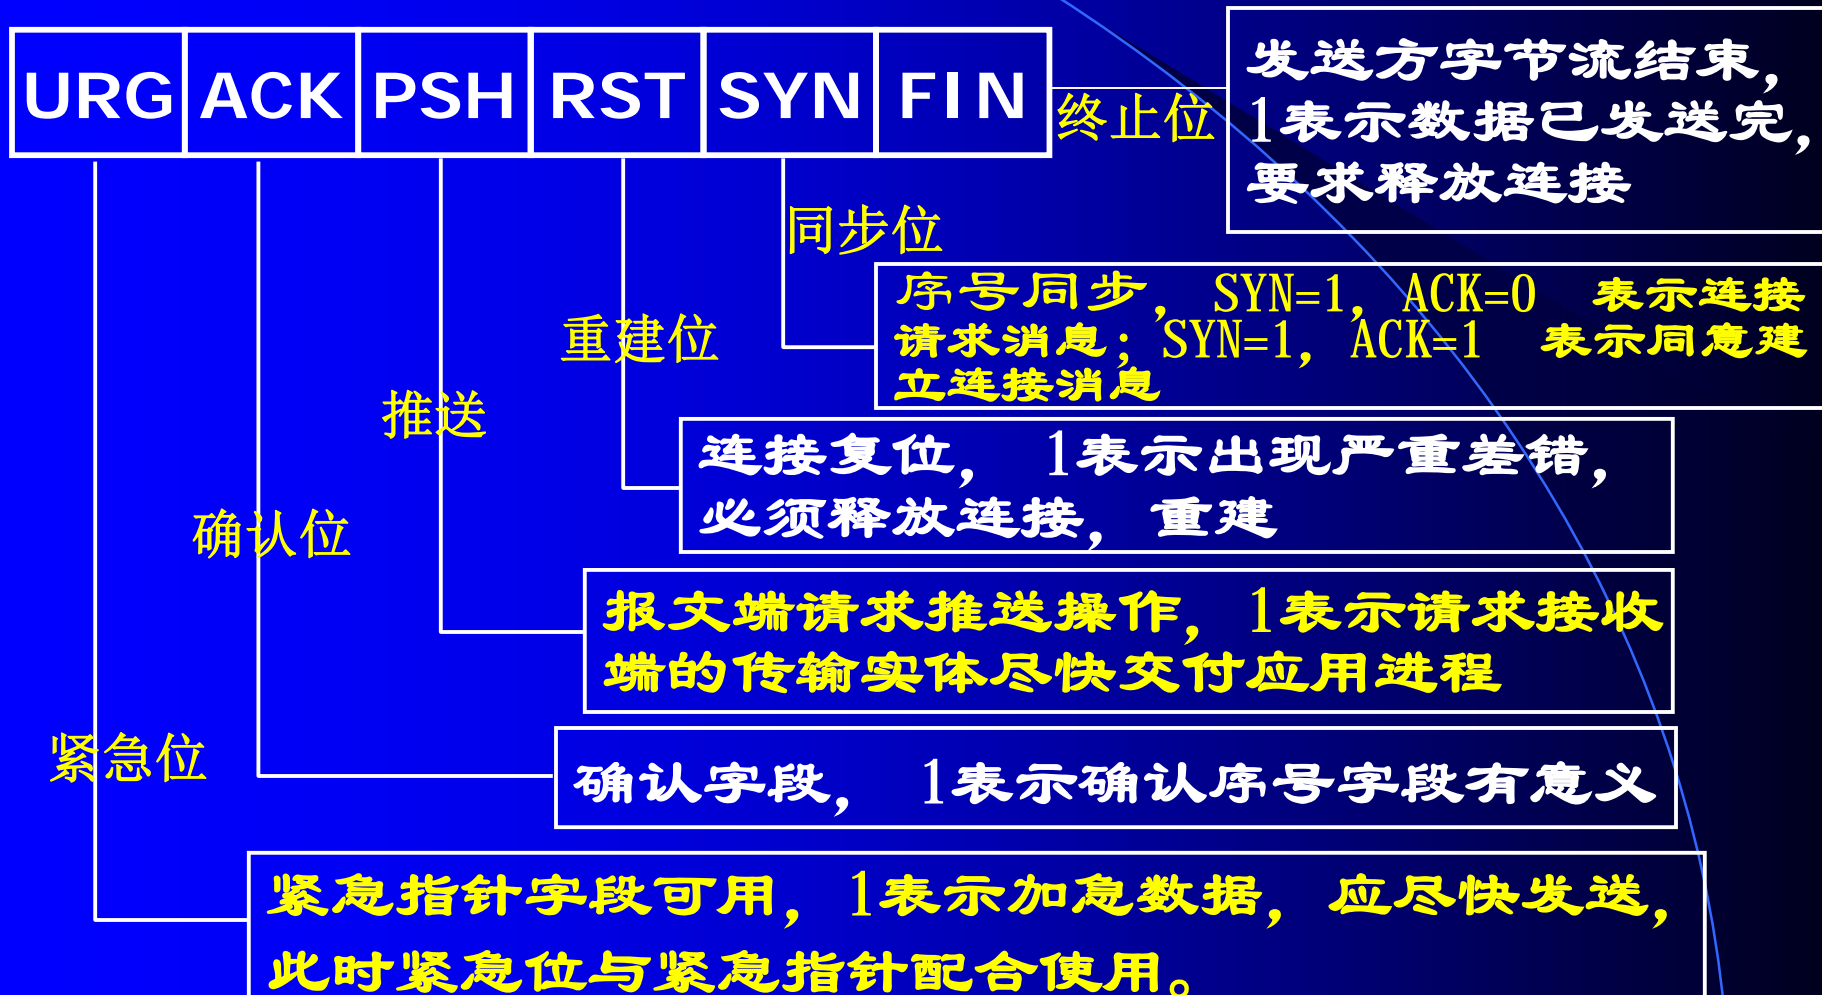 URG ACK PSH RST SYN FIN
终止位
发送方字节流结束,
1表示数据已发送完,
要求释放连接
同步位
序号同步, SYN=1, ACK=0 表示连接
请求消息; SYN=1, ACK=1 表示同意建
立连接消息
重建位
连接复位, 1表示出现严重差错,
必须释放连接, 重建
推送
报文端请求推送操作, 1表示请求接收
端的传输实体尽快交付应用进程
确认位
确认字段, 1表示确认序号字段有意义
紧急位
紧急指针字段可用, 1表示加急数据, 应尽快发送,
此时紧急位与紧急指针配合使用。